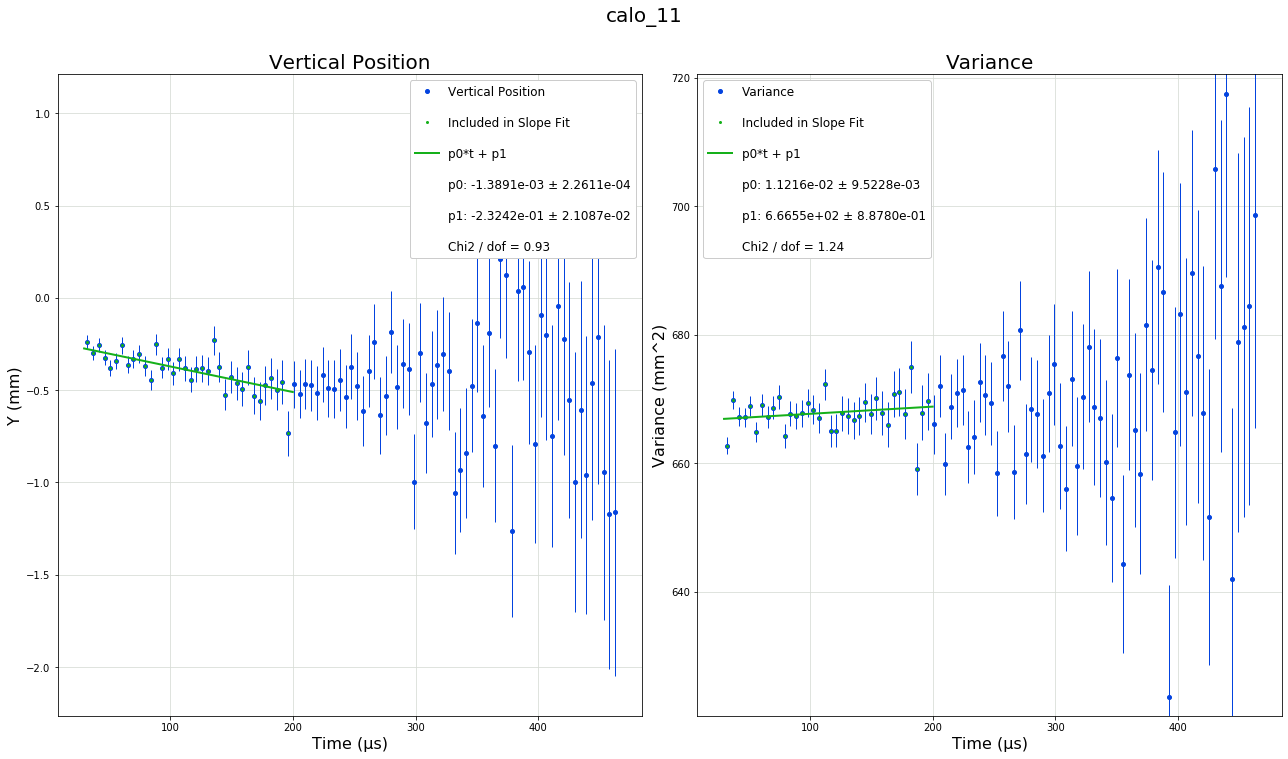 calo_11
Vertical Position
Vertical Position
Included in Slope Fit
p0*t + p1
p0: -1.3891e-03 ± 2.2611e-04
p1: -2.3242e-01 ± 2.1087e-02
Chi2 / dof = 0.93
1.0
0.5
0.0
−0.5
−1.0
−1.5
−2.0
Y (mm)
100
200
300
400
Time (μs)
Variance
Variance
Included in Slope Fit
p0*t + p1
p0: 1.1216e-02 ± 9.5228e-03
p1: 6.6655e+02 ± 8.8780e-01
Chi2 / dof = 1.24
720
700
680
660
640
Variance (mm^2)
100
200
300
400
Time (μs)